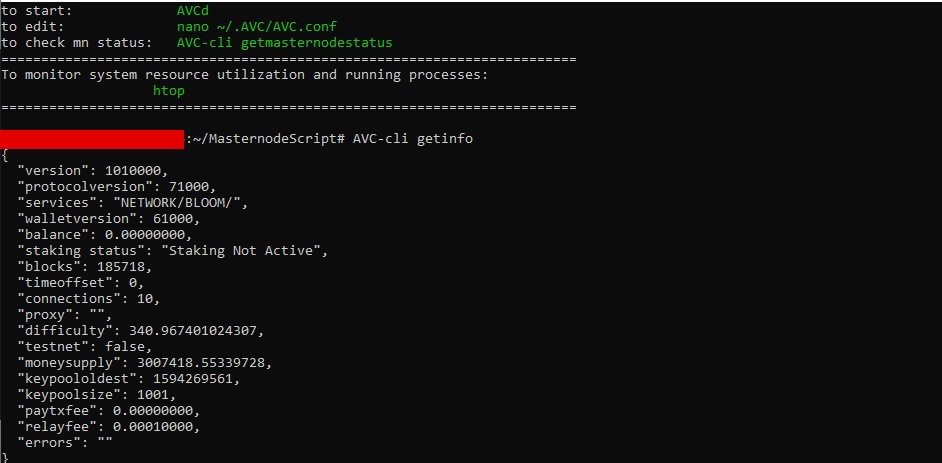 to start: AVCd
to edit: nano ~/.AVC/AVC.conf
to check mn status: AVC-cli getmasternodestatus
========================================================================
To monitor system resource utilization and running processes:
htop
========================================================================
:~/MasternodeScript# AVC-cli getinfo
{
"version": 1010000,
"protocolversion": 71000,
"services": "NETWORK/BLOOM/",
"walletversion": 61000,
"balance": 0.00000000,
"staking status": "Staking Not Active",
"blocks": 185718,
"timeoffset": 0,
"connections": 10,
"proxy": "",
"difficulty": 340.967401024307,
"testnet": false,
"moneysupply": 3007418.55339728,
"keypoololdest": 1594269561,
"keypoolsize": 1001,
"paytxfee": 0.00000000,
"relayfee": 0.00010000,
"errors": ""
}